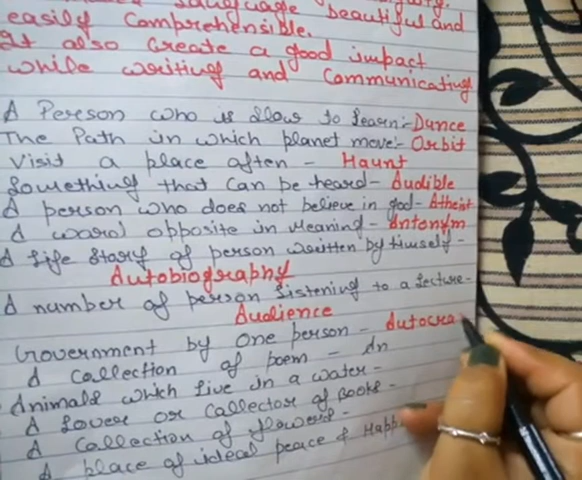 Language beautiful and
easily Comprehensible.
It also Create a good impact
while writing and Communicating
A Person who is slow to learn:- Dunce
The Path in which planet move:- Orbit
Visit a place often - Haunt
Something that can be heard - Audible
A person who does not believe in god - Atheist
A word opposite in Meaning - Antonym
A life story of person written by himself -
Autobiography
A number of person listening to a lecture -
Audience
Government by one person - Autocra
A Collection of poem - An
Animals which live in a water -
A Lover or Collector of Books -
A Collection of flowers -
A place of ideal peace & Happ